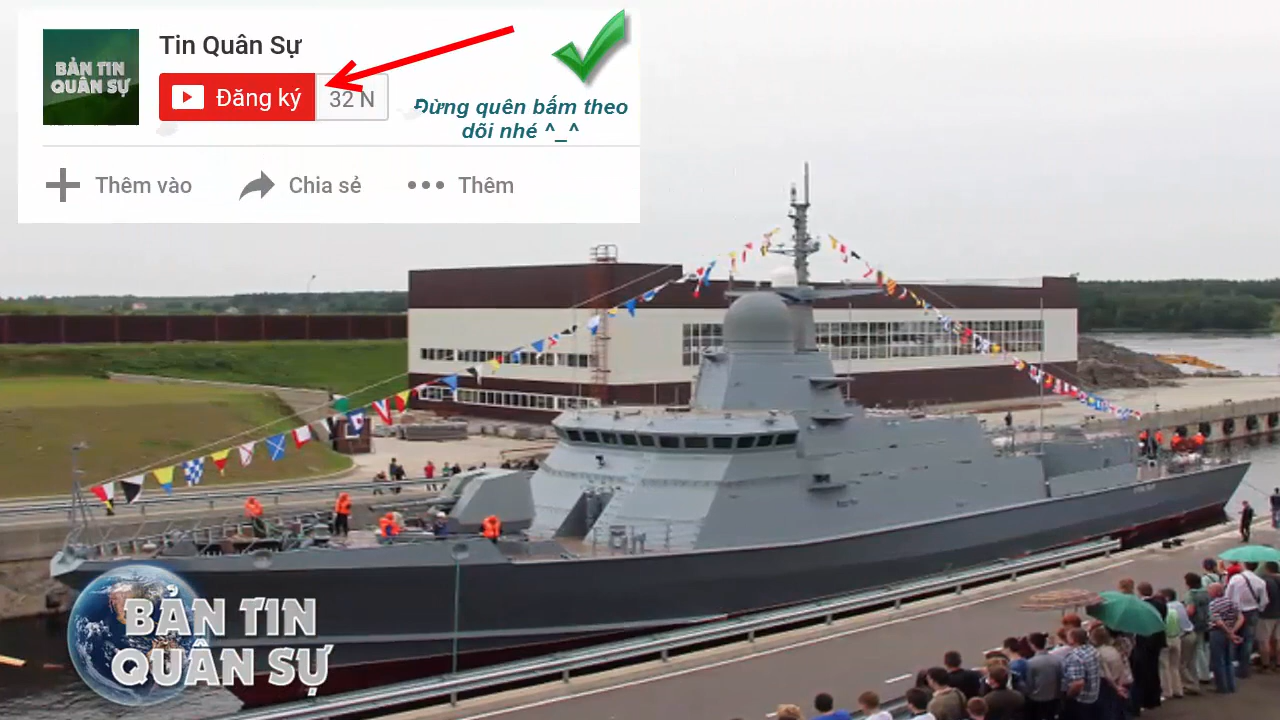 BẢN TIN
QUÂN SỰ
Tin Quân Sự
Đăng ký
32 N
Đừng quên bấm theo
dõi nhé ^_^
Thêm vào
Chia sẻ
Thêm
BẢN TIN
QUÂN SỰ